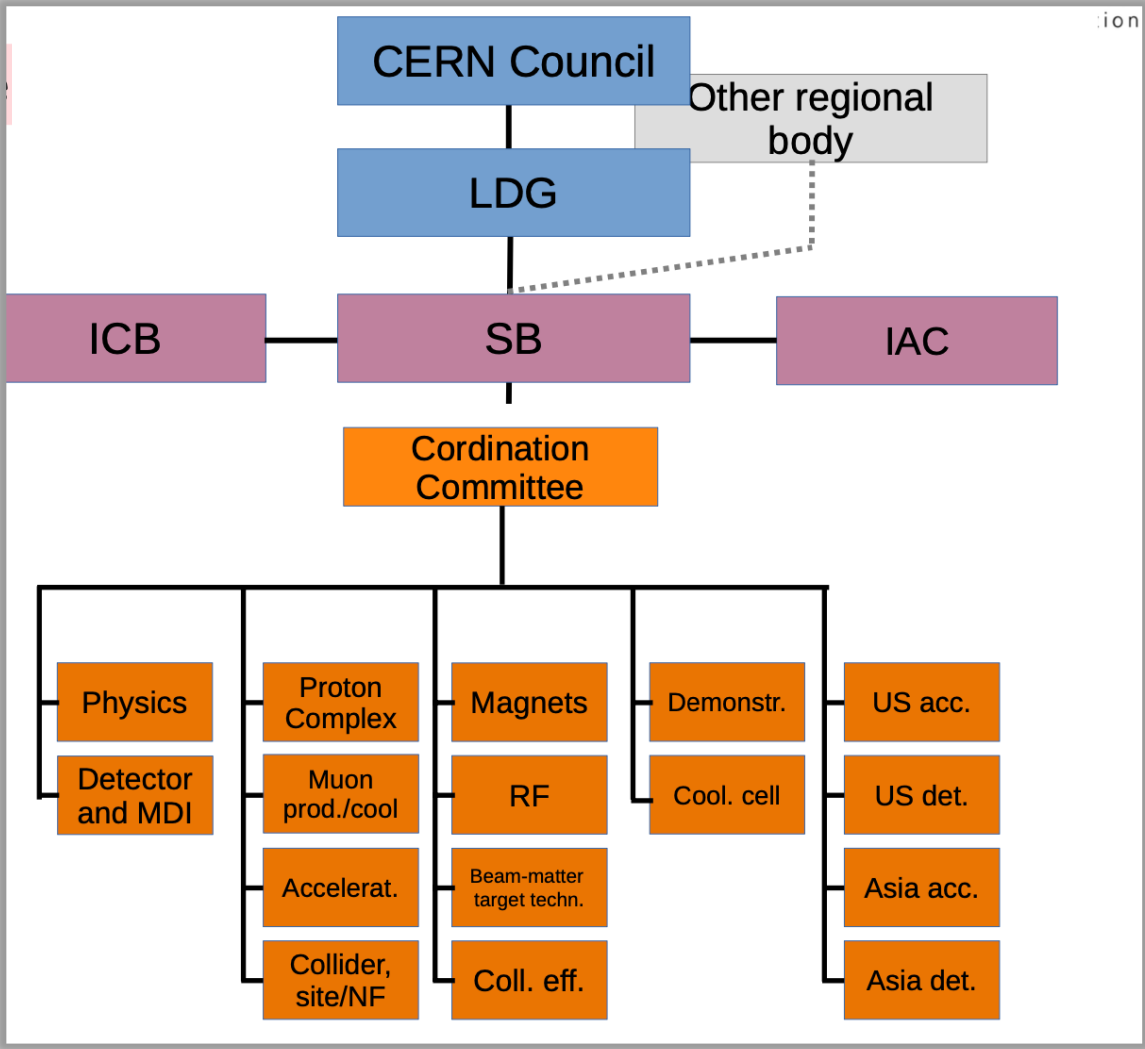 ion
CERN Council
Other regional
body
LDG
ICB
SB
IAC
Cordination
Committee
Physics
Detector
and MDI
Proton
Complex
Muon
prod./cool
Accelerat.
Collider,
site/NF
Magnets
RF
Beam-matter
target techn.
Coll. eff.
Demonstr.
Cool. cell
US acc.
US det.
Asia acc.
Asia det.